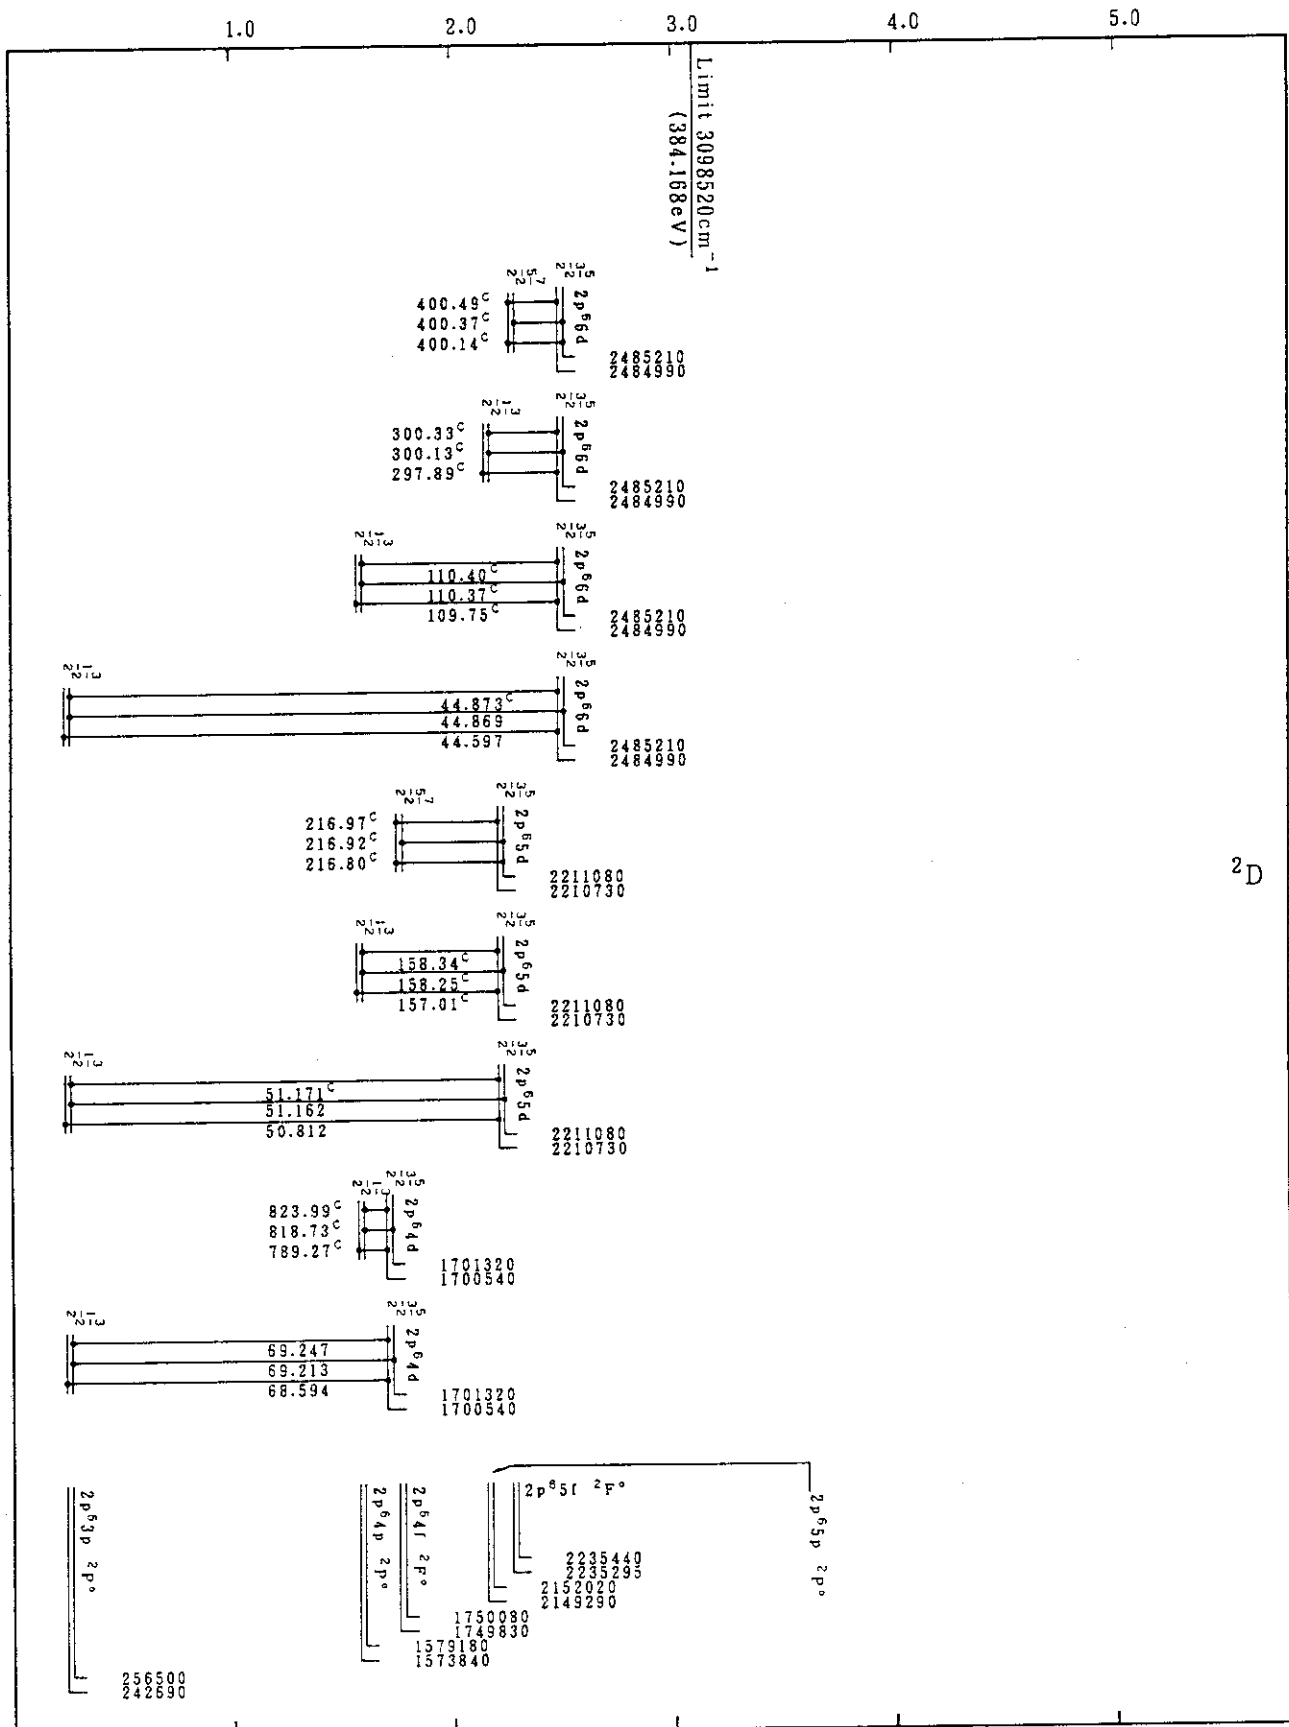 1.0 2.0 3.0 4.0 5.0
Limit 3098520cm⁻¹
(384.168eV)
2p⁶6d
400.49ᶜ
400.37ᶜ
400.14ᶜ
2485210
2484990
2p⁶6d
300.33ᶜ
300.13ᶜ
297.89ᶜ
2485210
2484990
2p⁶6d
110.40ᶜ
110.37ᶜ
109.75ᶜ
2485210
2484990
2p⁶6d
44.873ᶜ
44.869
44.597
2485210
2484990
2p⁶5d
216.97ᶜ
216.92ᶜ
216.80ᶜ
2211080
2210730
²D
2p⁶5d
158.34ᶜ
158.25ᶜ
157.01ᶜ
2211080
2210730
2p⁶5d
51.171ᶜ
51.162
50.812
2211080
2210730
2p⁶4d
823.99ᶜ
818.73ᶜ
789.27ᶜ
1701320
1700540
2p⁶4d
69.247
69.213
68.594
1701320
1700540
2p⁶3p ²P°
2p⁶4p ²P°
2p⁶4f ²F°
2p⁶5f ²F°
2p⁶5p ²P°
2235440
2235295
2152020
2149290
1750080
1749830
1579180
1573840
256500
242690